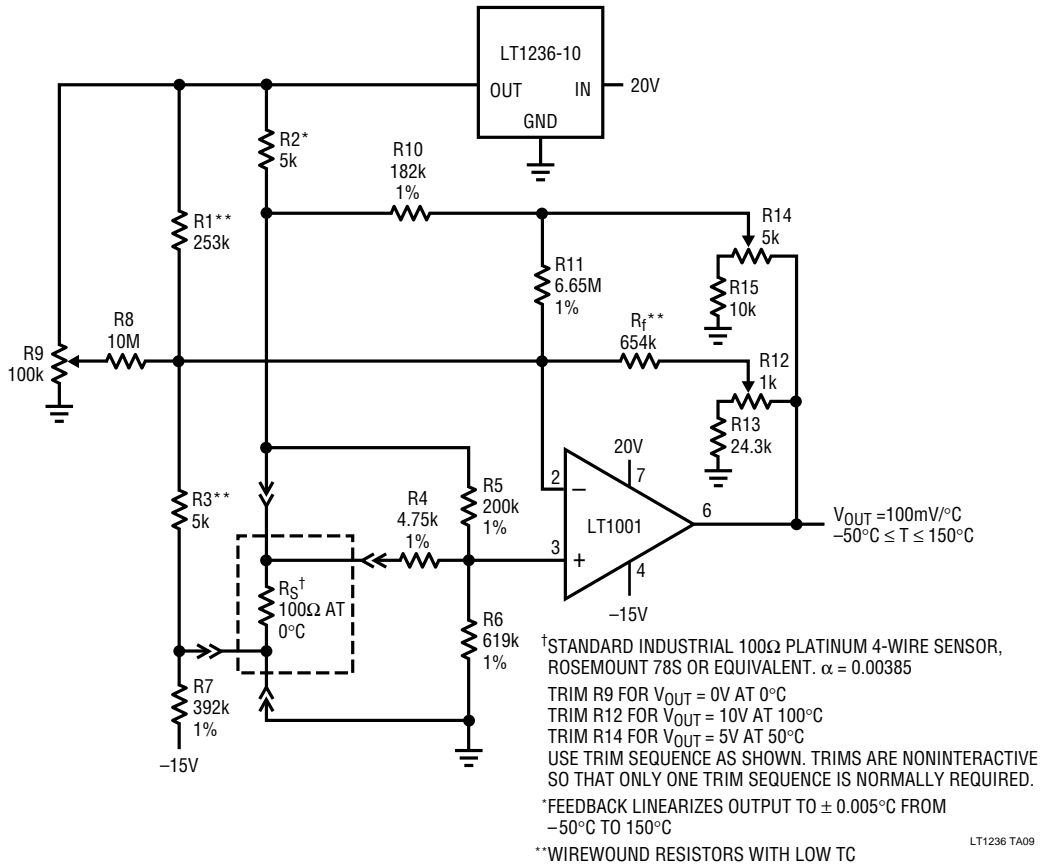 LT1236-10
OUT
IN
20V
GND
R2*
5k
R10
182k
1%
R1**
253k
R14
5k
R11
6.65M
1%
R15
10k
R8
10M
R9
100k
Rf**
654k
R12
1k
R13
24.3k
R3**
5k
R4
4.75k
1%
R5
200k
1%
20V
7
2
–
LT1001
6
3
+
4
–15V
VOUT =100mV/°C
–50°C ≤ T ≤ 150°C
RS†
100Ω AT
0°C
R6
619k
1%
R7
392k
1%
–15V
†STANDARD INDUSTRIAL 100Ω PLATINUM 4-WIRE SENSOR,
ROSEMOUNT 78S OR EQUIVALENT. α = 0.00385
TRIM R9 FOR VOUT = 0V AT 0°C
TRIM R12 FOR VOUT = 10V AT 100°C
TRIM R14 FOR VOUT = 5V AT 50°C
USE TRIM SEQUENCE AS SHOWN. TRIMS ARE NONINTERACTIVE
SO THAT ONLY ONE TRIM SEQUENCE IS NORMALLY REQUIRED.
*FEEDBACK LINEARIZES OUTPUT TO ± 0.005°C FROM
–50°C TO 150°C
**WIREWOUND RESISTORS WITH LOW TC
LT1236 TA09